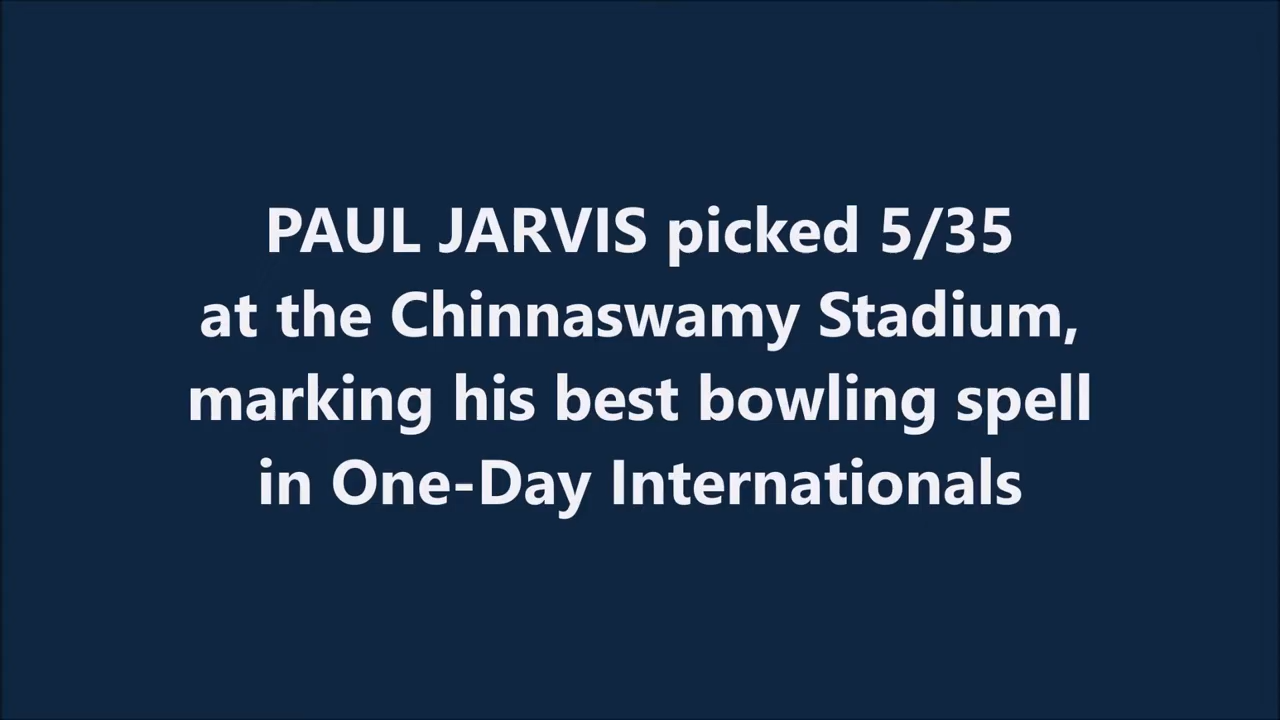 PAUL JARVIS picked 5/35
at the Chinnaswamy Stadium,
marking his best bowling spell
in One-Day Internationals